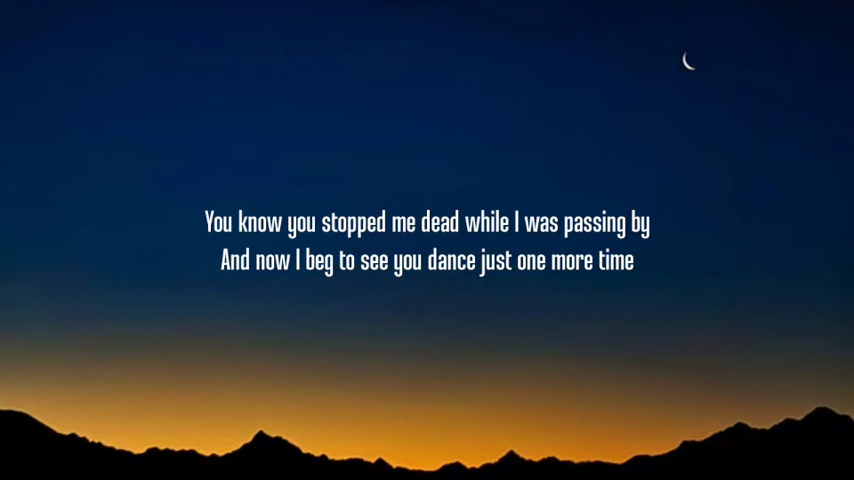 You know you stopped me dead while I was passing by
And now I beg to see you dance just one more time